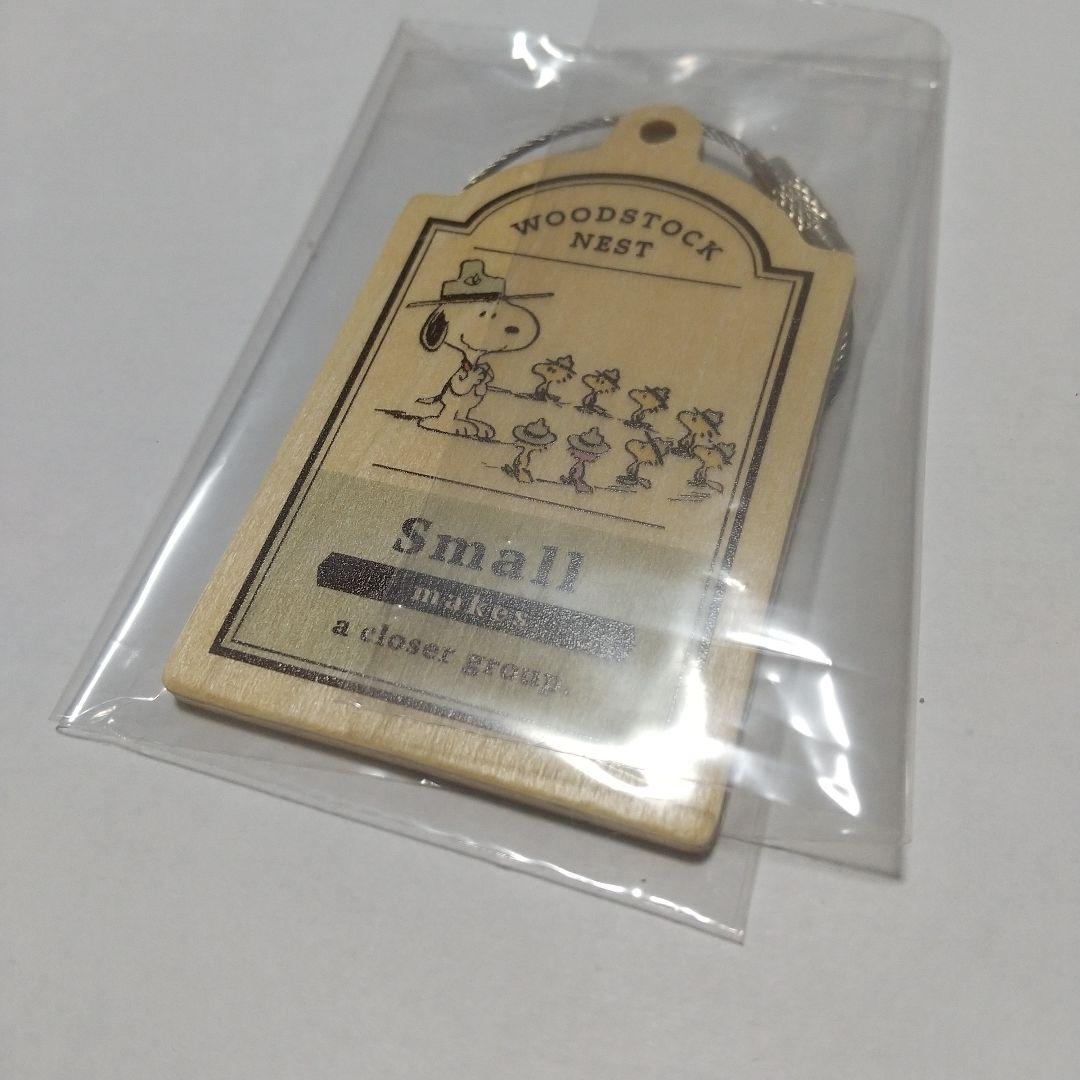 WOODSTOCK
NEST
Small
makes
a closer group.